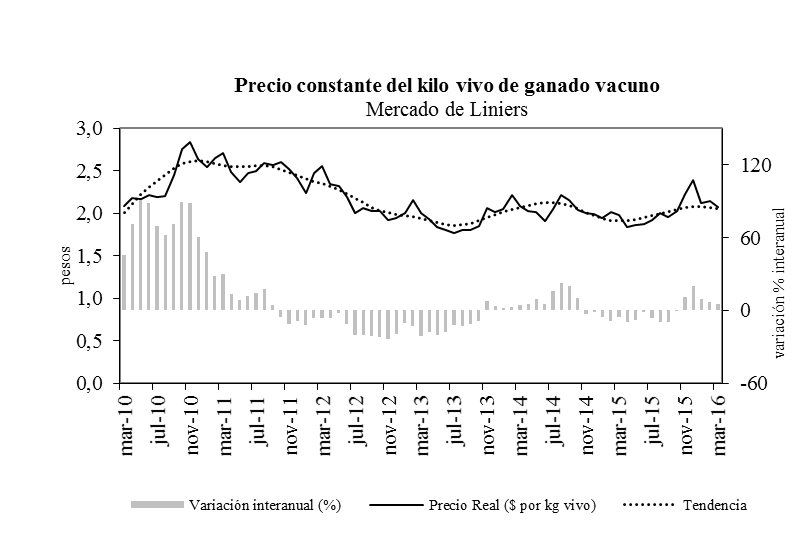 Precio constante del kilo vivo de ganado vacuno
Mercado de Liniers
3,0
2,5
2,0
1,5
1,0
0,5
0,0
pesos
120
60
0
-60
variación % interanual
mar-10
jul-10
nov-10
mar-11
jul-11
nov-11
mar-12
jul-12
nov-12
mar-13
jul-13
nov-13
mar-14
jul-14
nov-14
mar-15
jul-15
nov-15
mar-16
Variación interanual (%)
Precio Real ($ por kg vivo)
Tendencia